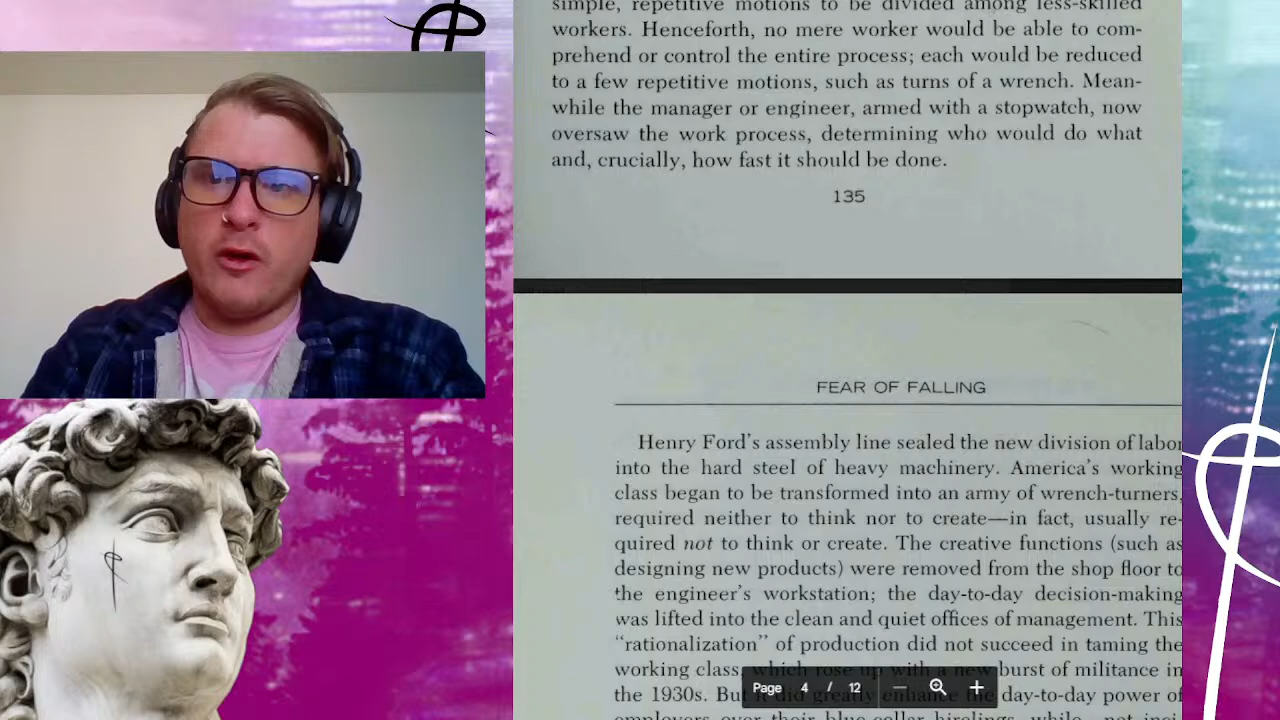 simple, repetitive motions to be divided among less-skilled
workers. Henceforth, no mere worker would be able to com-
prehend or control the entire process; each would be reduced
to a few repetitive motions, such as turns of a wrench. Mean-
while the manager or engineer, armed with a stopwatch, now
oversaw the work process, determining who would do what
and, crucially, how fast it should be done.
135
FEAR OF FALLING
Henry Ford's assembly line sealed the new division of labor
into the hard steel of heavy machinery. America's working
class began to be transformed into an army of wrench-turners,
required neither to think nor to create—in fact, usually re-
quired not to think or create. The creative functions (such as
designing new products) were removed from the shop floor to
the engineer's workstation; the day-to-day decision-making
was lifted into the clean and quiet offices of management. This
"rationalization" of production did not succeed in taming the
working class, which rose up with a new burst of militance in
the 1930s. But it did greatly enhance the day-to-day power of
employers over their blue-collar hirelings, while, not inci
Page 4 / 12